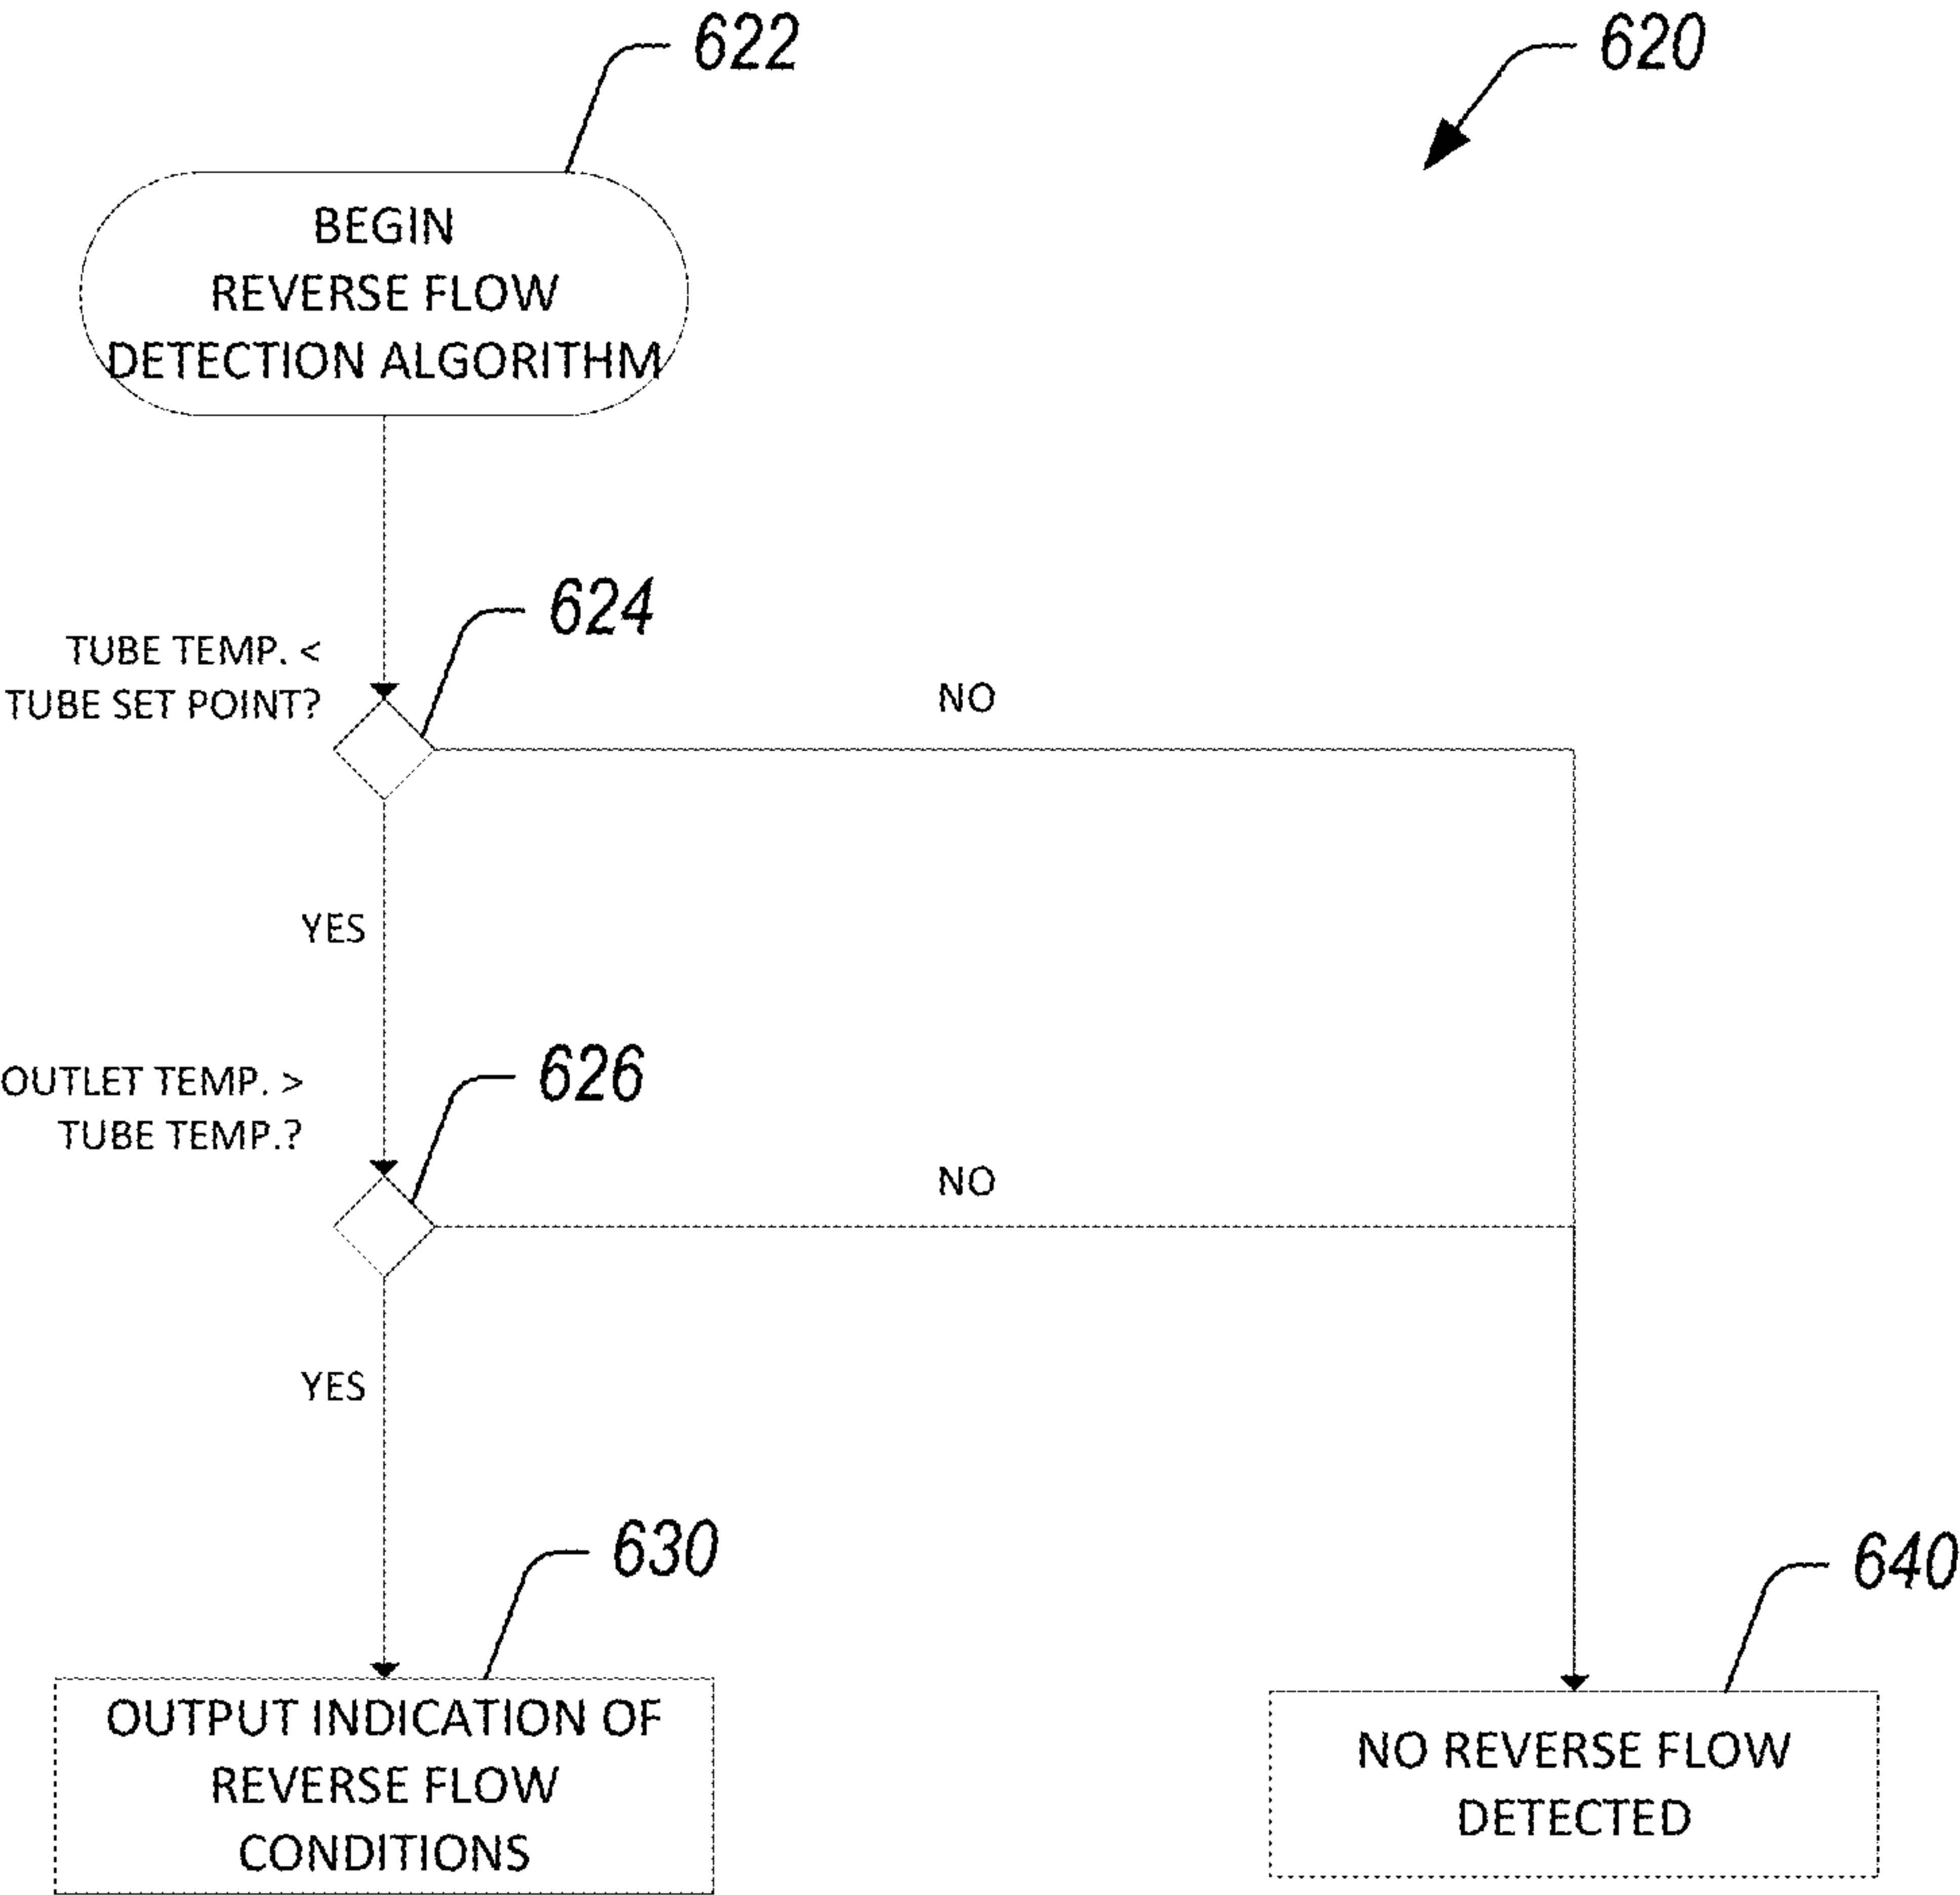 622
620
BEGIN
REVERSE FLOW
DETECTION ALGORITHM
624
TUBE TEMP. <
TUBE SET POINT?
NO
YES
626
OUTLET TEMP. >
TUBE TEMP.?
NO
YES
630
640
OUTPUT INDICATION OF
REVERSE FLOW
CONDITIONS
NO REVERSE FLOW
DETECTED